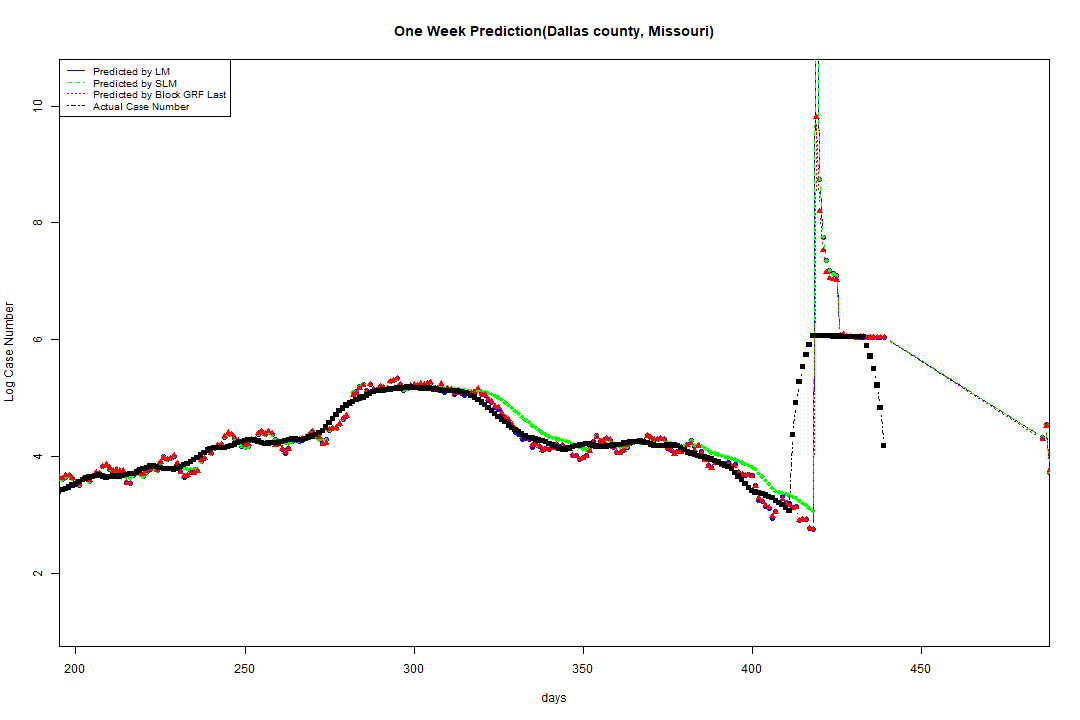 One Week Prediction(Dallas county, Missouri)
Predicted by LM
Predicted by SLM
Predicted by Block GRF Last
Actual Case Number
Log Case Number
10
8
6
4
2
200 250 300 350 400 450
days